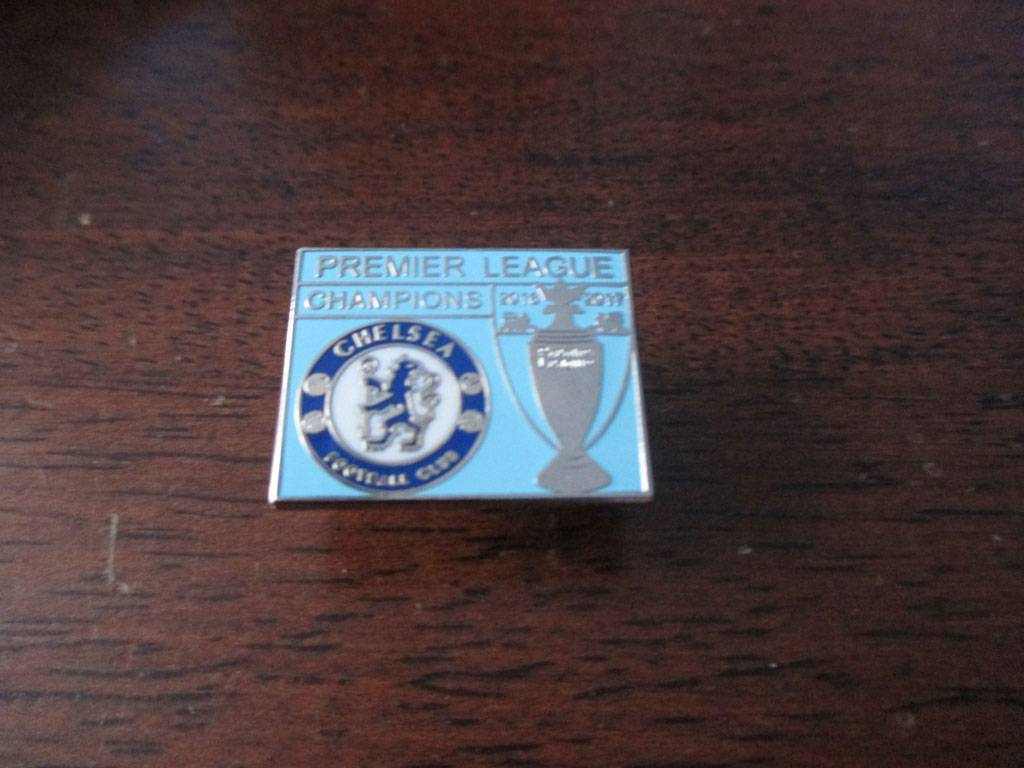 PREMIER LEAGUE
CHAMPIONS
2016 2017
CHELSEA
FOOTBALL CLUB